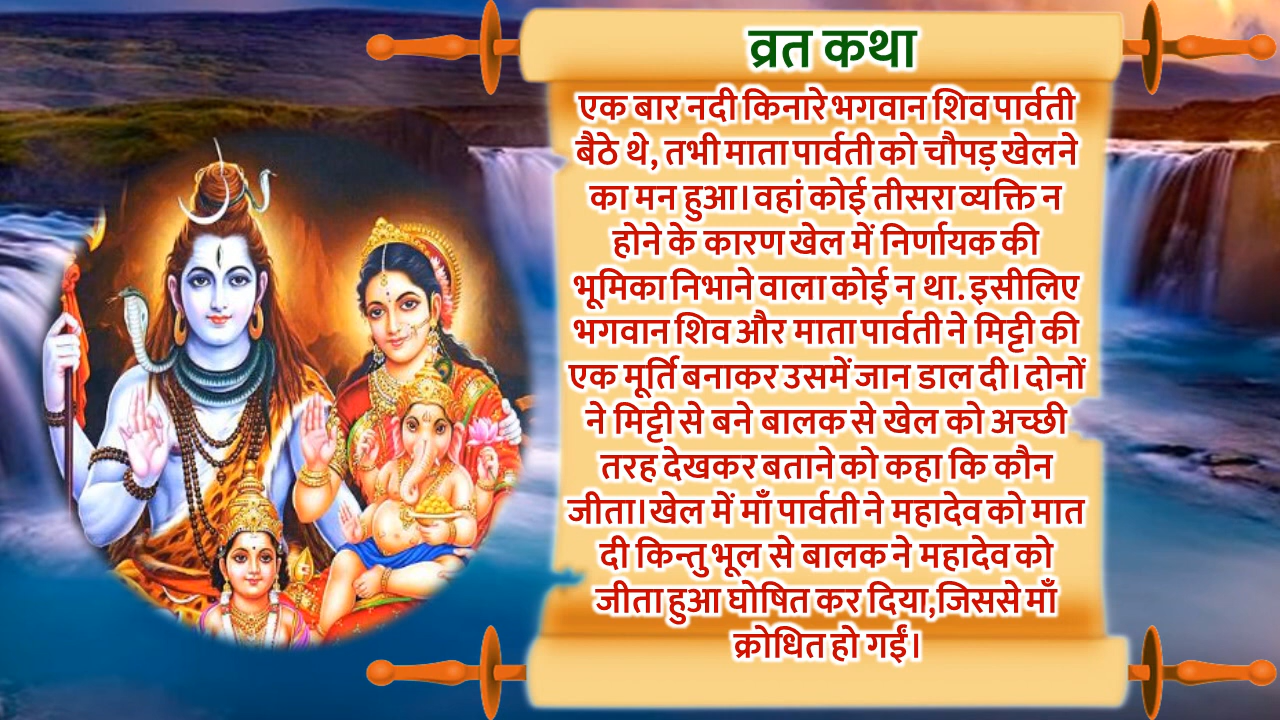 व्रत कथा
एक बार नदी किनारे भगवान शिव पार्वती
बैठे थे, तभी माता पार्वती को चौपड़ खेलने
का मन हुआ। वहां कोई तीसरा व्यक्ति न
होने के कारण खेल में निर्णायक की
भूमिका निभाने वाला कोई न था. इसीलिए
भगवान शिव और माता पार्वती ने मिट्टी की
एक मूर्ति बनाकर उसमें जान डाल दी। दोनों
ने मिट्टी से बने बालक से खेल को अच्छी
तरह देखकर बताने को कहा कि कौन
जीता। खेल में माँ पार्वती ने महादेव को मात
दी किन्तु भूल से बालक ने महादेव को
जीता हुआ घोषित कर दिया,जिससे माँ
क्रोधित हो गईं।